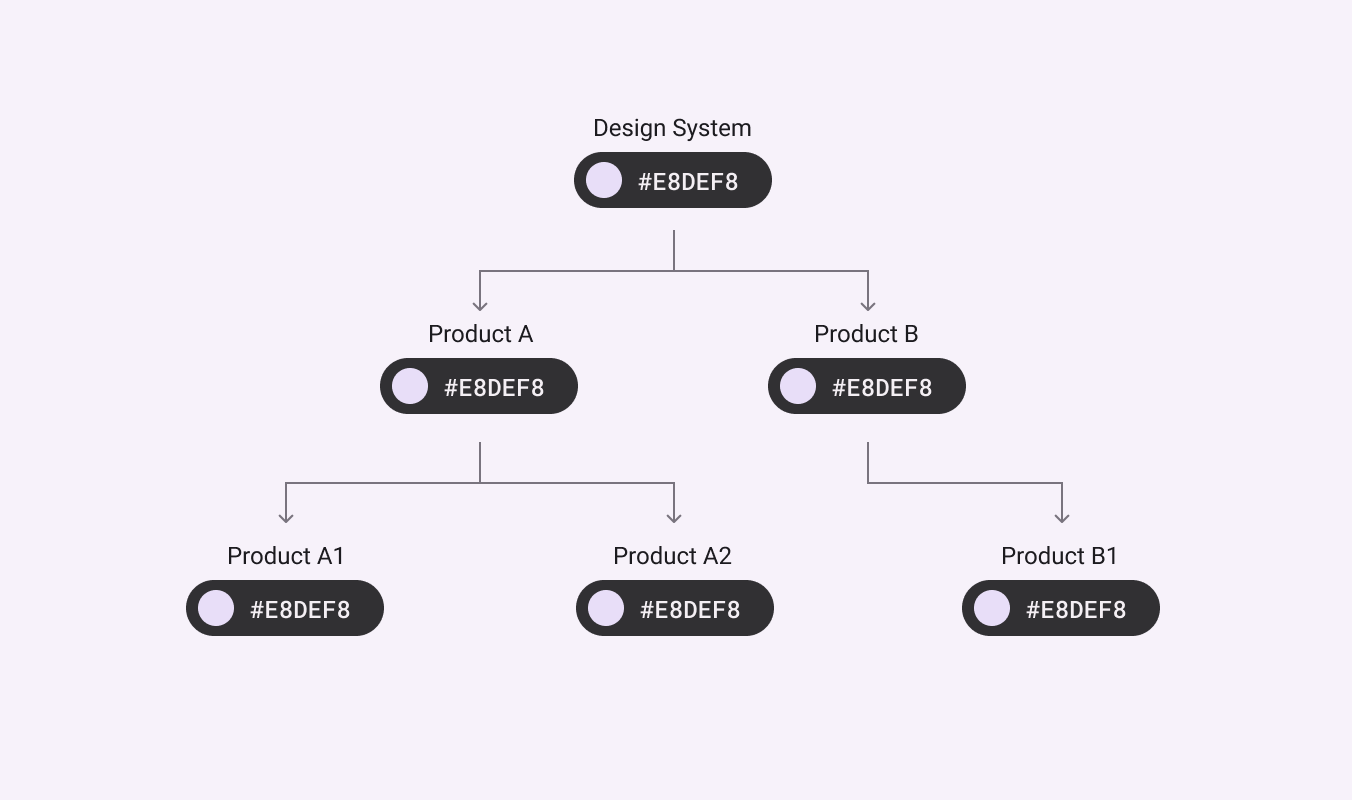 Design System
#E8DEF8
Product A
#E8DEF8
Product B
#E8DEF8
Product A1
#E8DEF8
Product A2
#E8DEF8
Product B1
#E8DEF8